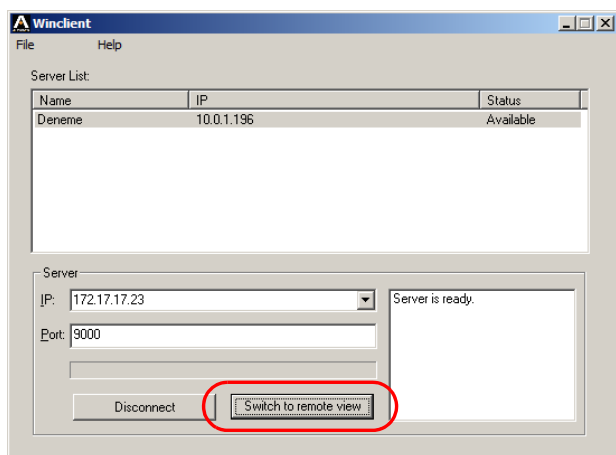 Winclient
File Help
Server List:
Name IP Status
Deneme 10.0.1.196 Available
Server
IP: 172.17.17.23
Server is ready.
Port: 9000
Disconnect Switch to remote view